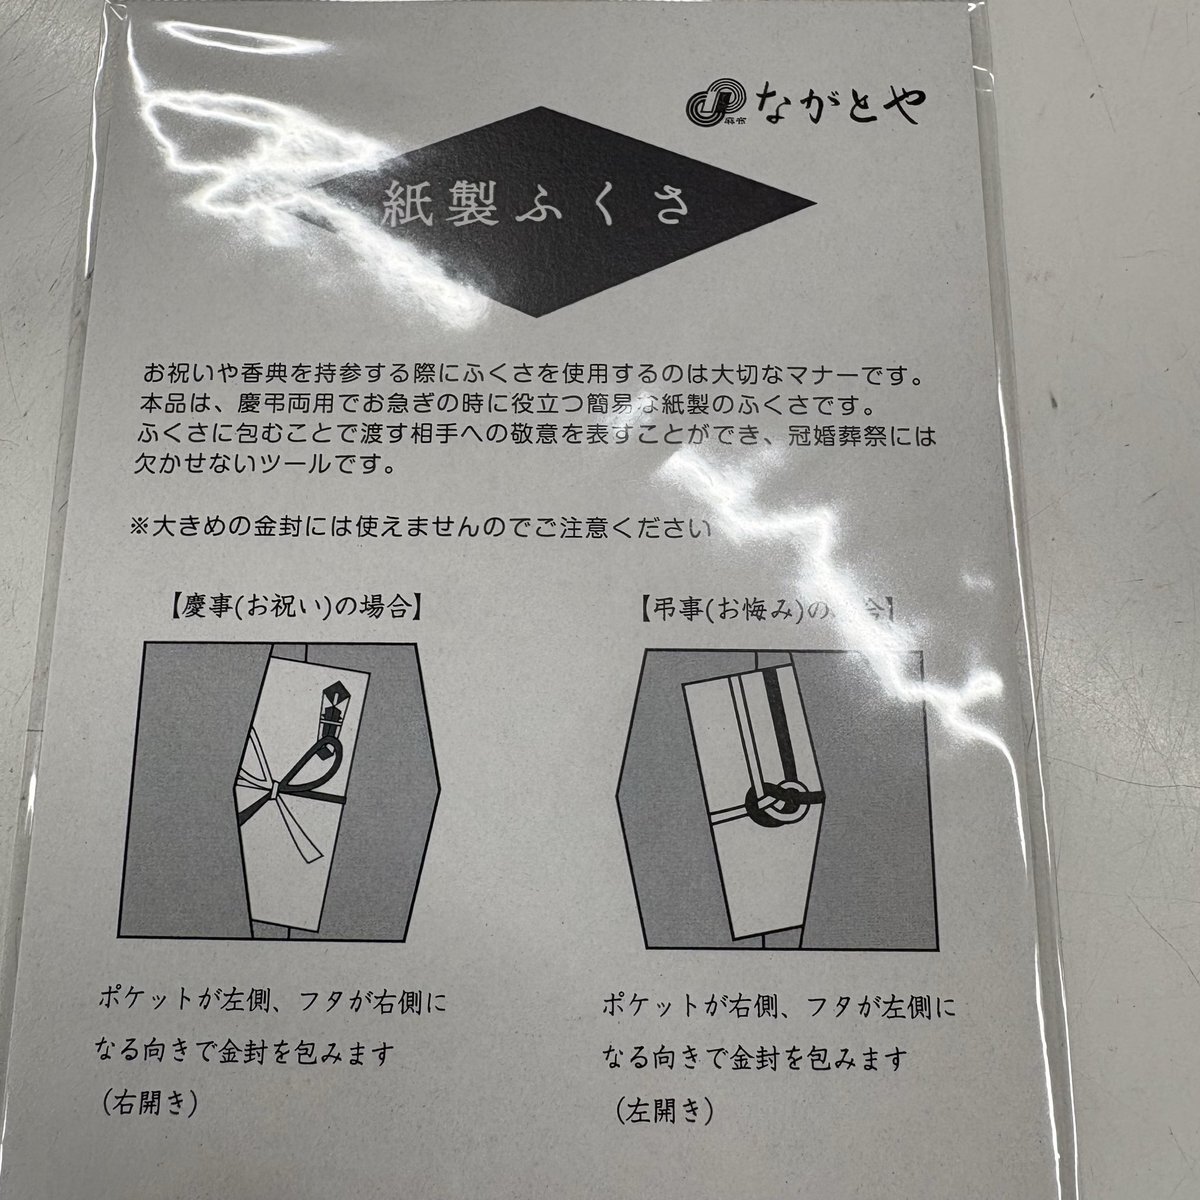 麻布 ながとや
紙製ふくさ
お祝いや香典を持参する際にふくさを使用するのは大切なマナーです。
本品は、慶弔両用でお急ぎの時に役立つ簡易な紙製のふくさです。
ふくさに包むことで渡す相手への敬意を表すことができ、冠婚葬祭には
欠かせないツールです。
※大きめの金封には使えませんのでご注意ください
【慶事(お祝い)の場合】
ポケットが左側、フタが右側に
なる向きで金封を包みます
(右開き)
【弔事(お悔み)の場合】
ポケットが右側、フタが左側に
なる向きで金封を包みます
(左開き)